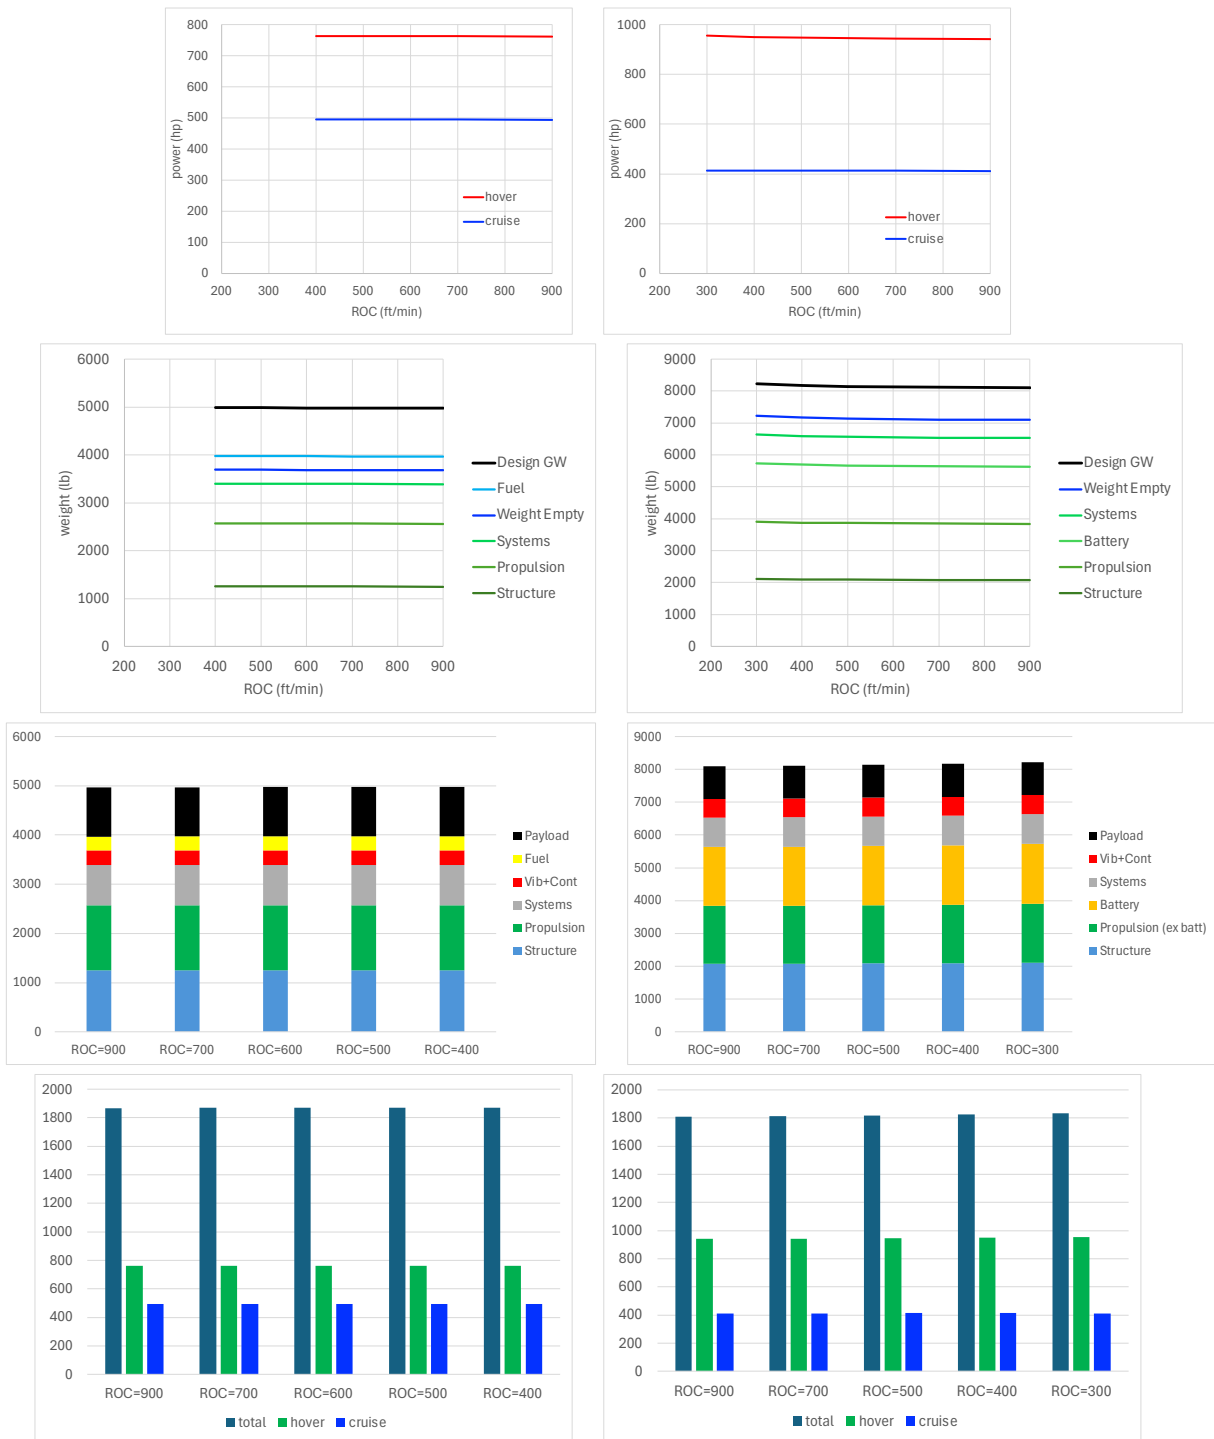 800
700
600
500
400
300
200
100
0
power (hp)
hover
cruise
200 300 400 500 600 700 800 900
ROC (ft/min)
1000
800
600
400
200
0
power (hp)
hover
cruise
200 300 400 500 600 700 800 900
ROC (ft/min)
6000
5000
4000
3000
2000
1000
0
weight (lb)
200 300 400 500 600 700 800 900
ROC (ft/min)
Design GW
Fuel
Weight Empty
Systems
Propulsion
Structure
9000
8000
7000
6000
5000
4000
3000
2000
1000
0
weight (lb)
200 300 400 500 600 700 800 900
ROC (ft/min)
Design GW
Weight Empty
Systems
Battery
Propulsion
Structure
6000
5000
4000
3000
2000
1000
0
ROC=900 ROC=700 ROC=600 ROC=500 ROC=400
Payload
Fuel
Vib+Cont
Systems
Propulsion
Structure
9000
8000
7000
6000
5000
4000
3000
2000
1000
0
ROC=900 ROC=700 ROC=500 ROC=400 ROC=300
Payload
Vib+Cont
Systems
Battery
Propulsion (ex batt)
Structure
2000
1800
1600
1400
1200
1000
800
600
400
200
0
ROC=900 ROC=700 ROC=600 ROC=500 ROC=400
total hover cruise
2000
1800
1600
1400
1200
1000
800
600
400
200
0
ROC=900 ROC=700 ROC=500 ROC=400 ROC=300
total hover cruise